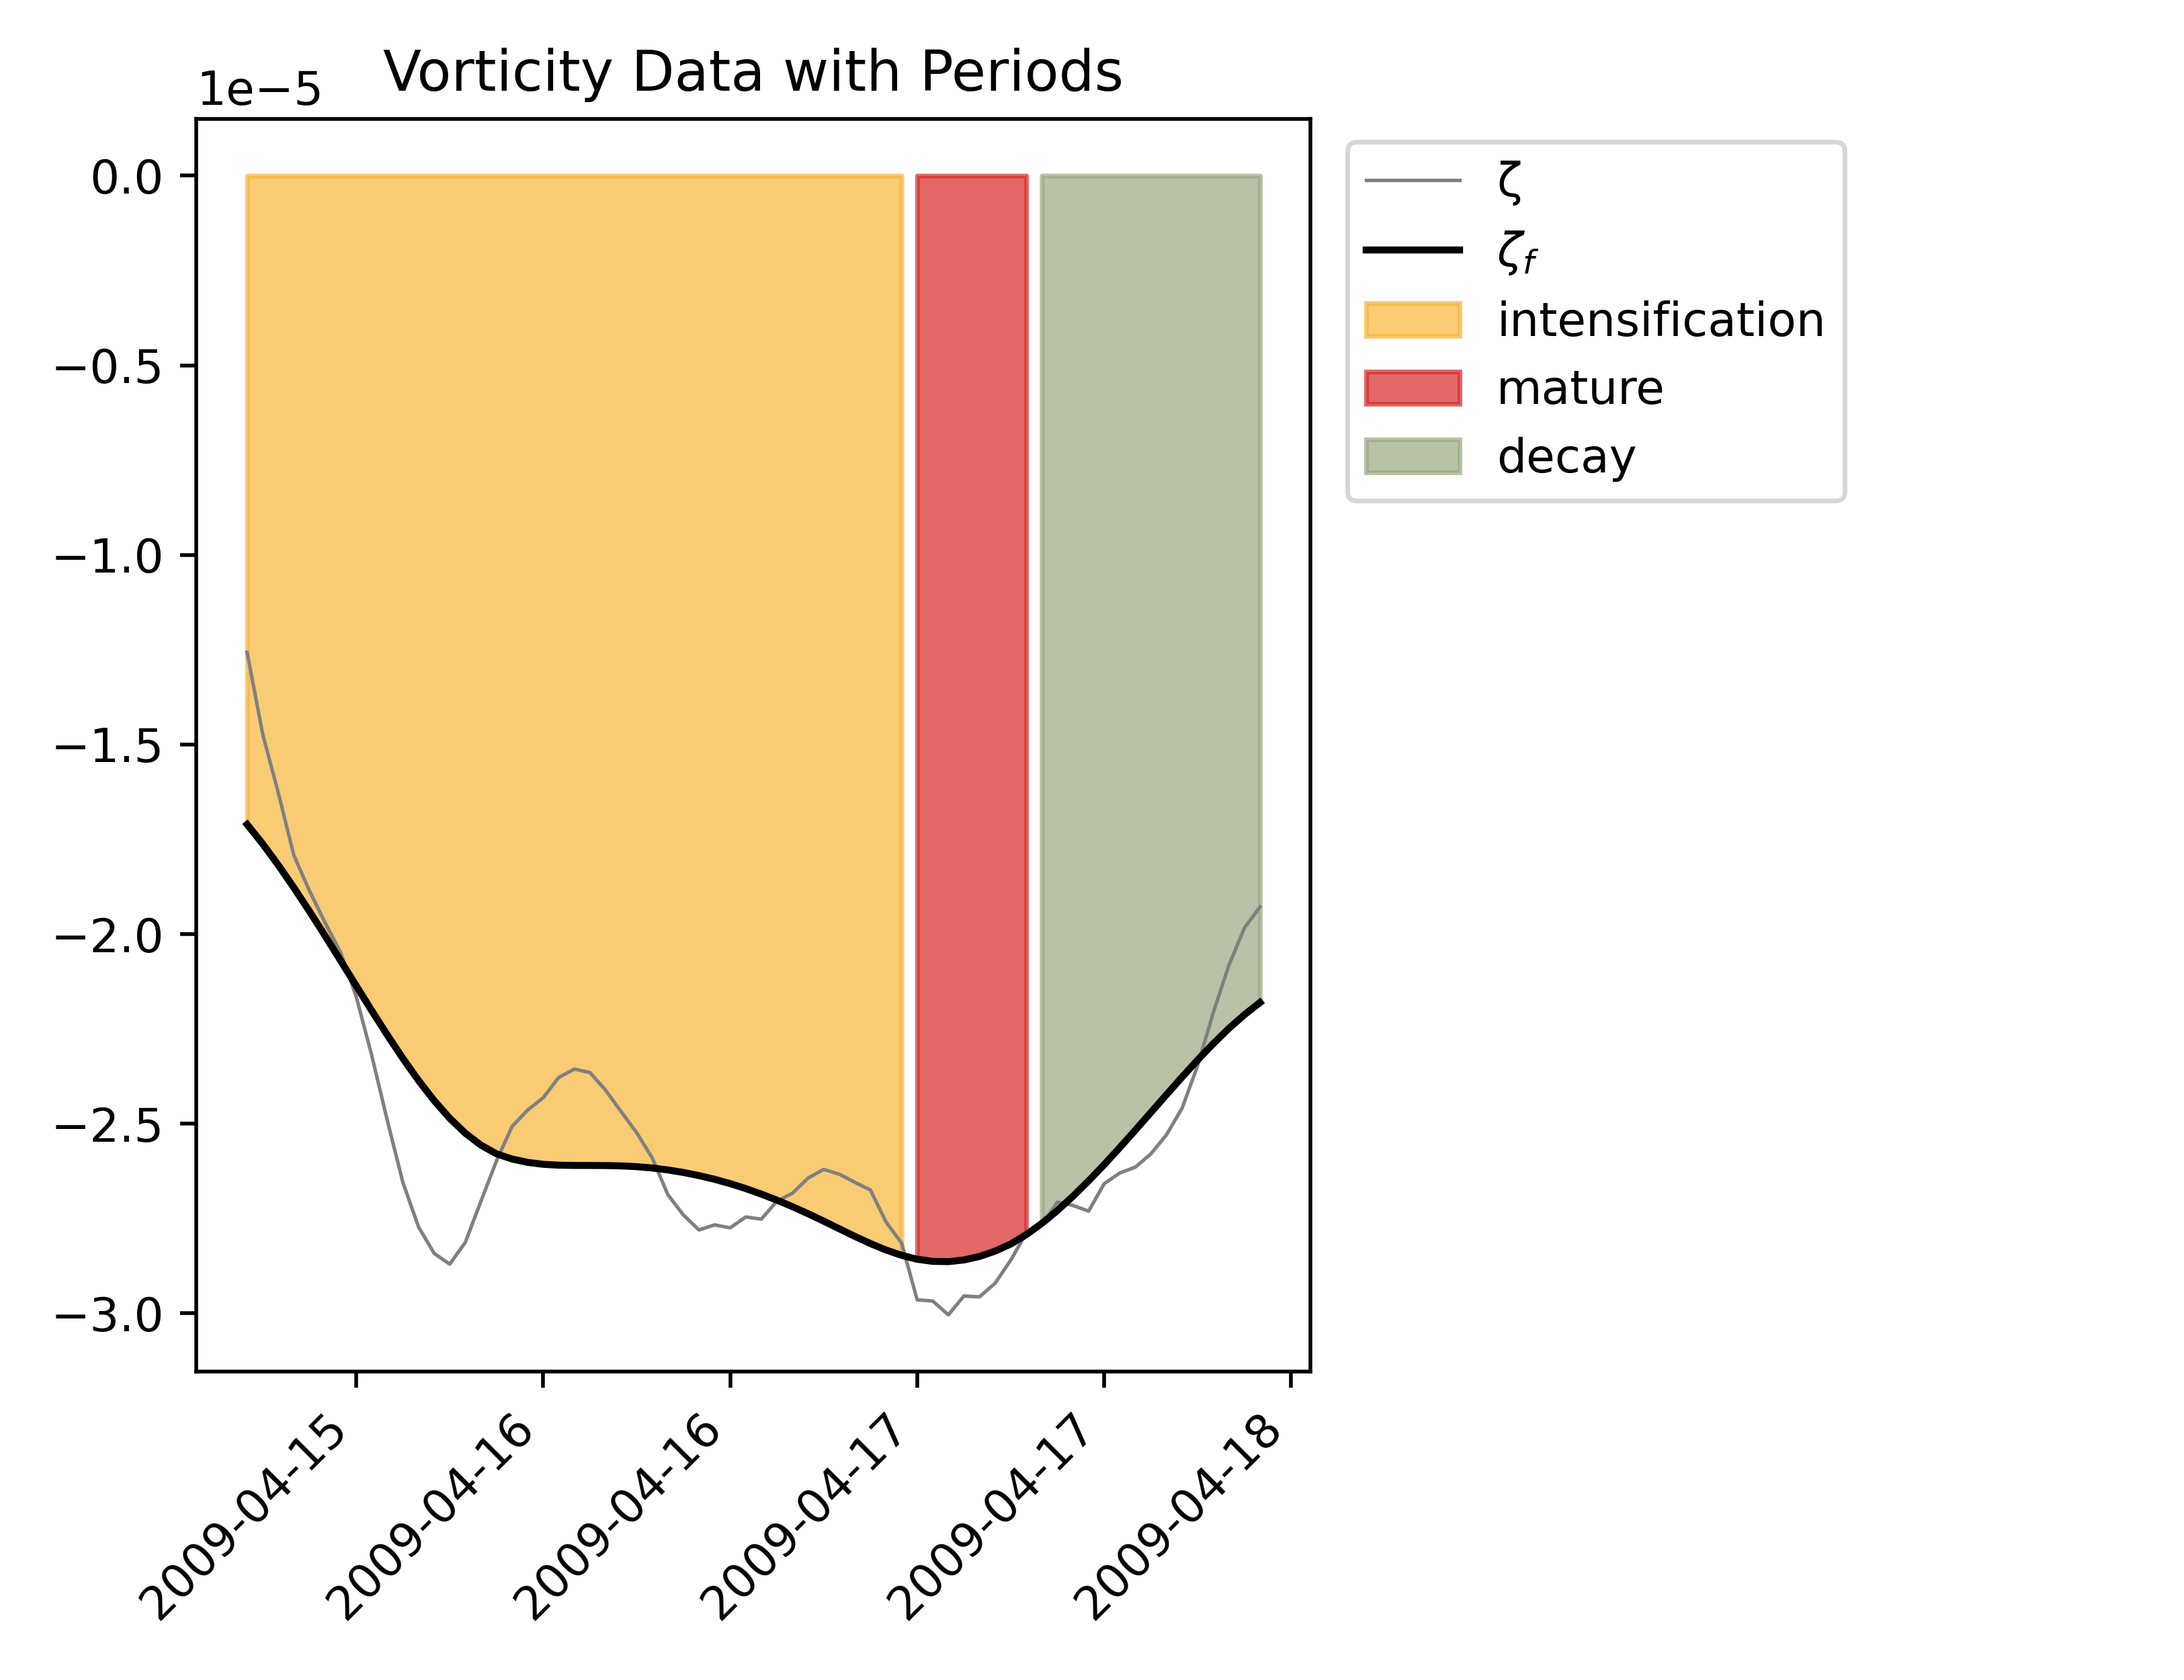 Vorticity Data with Periods
1e−5
0.0
−0.5
−1.0
−1.5
−2.0
−2.5
−3.0
2009-04-15
2009-04-16
2009-04-16
2009-04-17
2009-04-17
2009-04-18
ζ
ζf
intensification
mature
decay